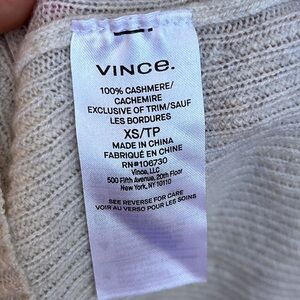 VINCE.
100% CASHMERE/
CACHEMIRE
EXCLUSIVE OF TRIM/SAUF
LES BORDURES
XS/TP
MADE IN CHINA
FABRIQUÉ EN CHINE
RN#106730
Vince, LLC
500 Fifth Avenue, 20th Floor
New York, NY 10110
SEE REVERSE FOR CARE
VOIR AU VERSO POUR LES SOINS